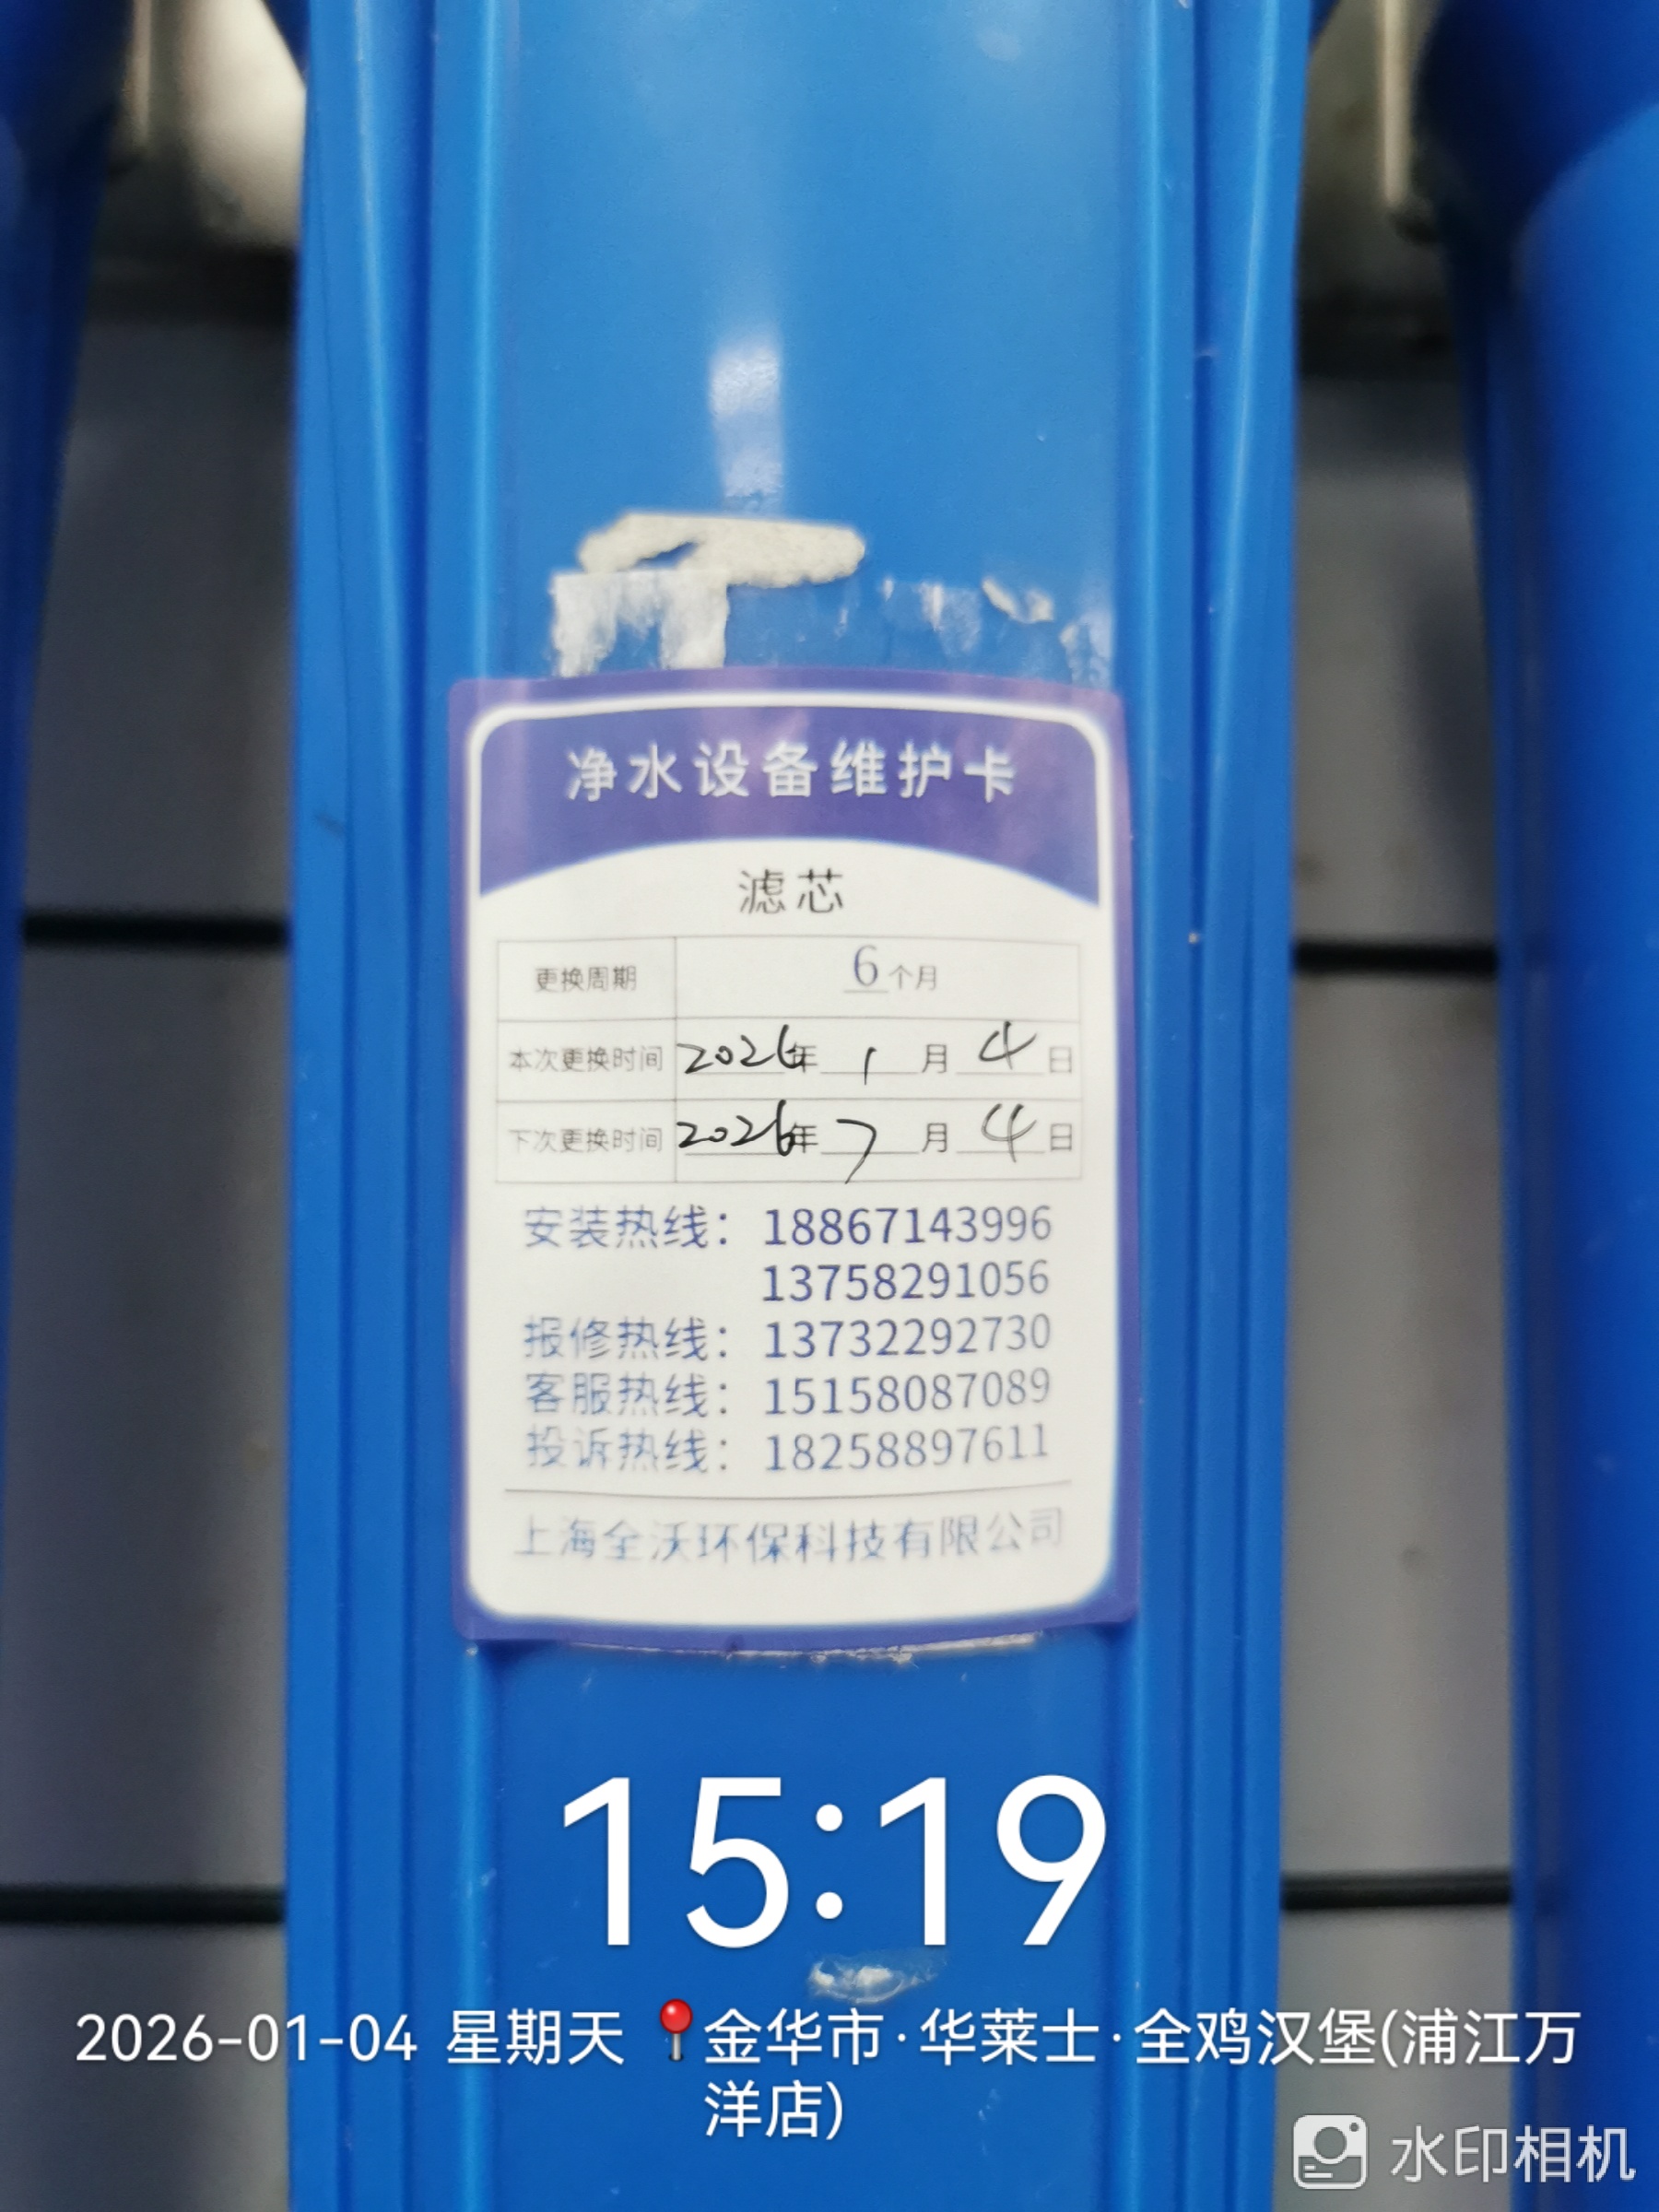 净水设备维护卡
滤芯
更换周期 6个月
本次更换时间 2026年 1 月 4 日
下次更换时间 2026年 7 月 4 日
安装热线：18867143996
13758291056
报修热线：13732292730
客服热线：15158087089
投诉热线：18258897611
上海全沃环保科技有限公司
15:19
2026-01-04 星期天 📍金华市·华莱士·全鸡汉堡(浦江万
洋店)
水印相机